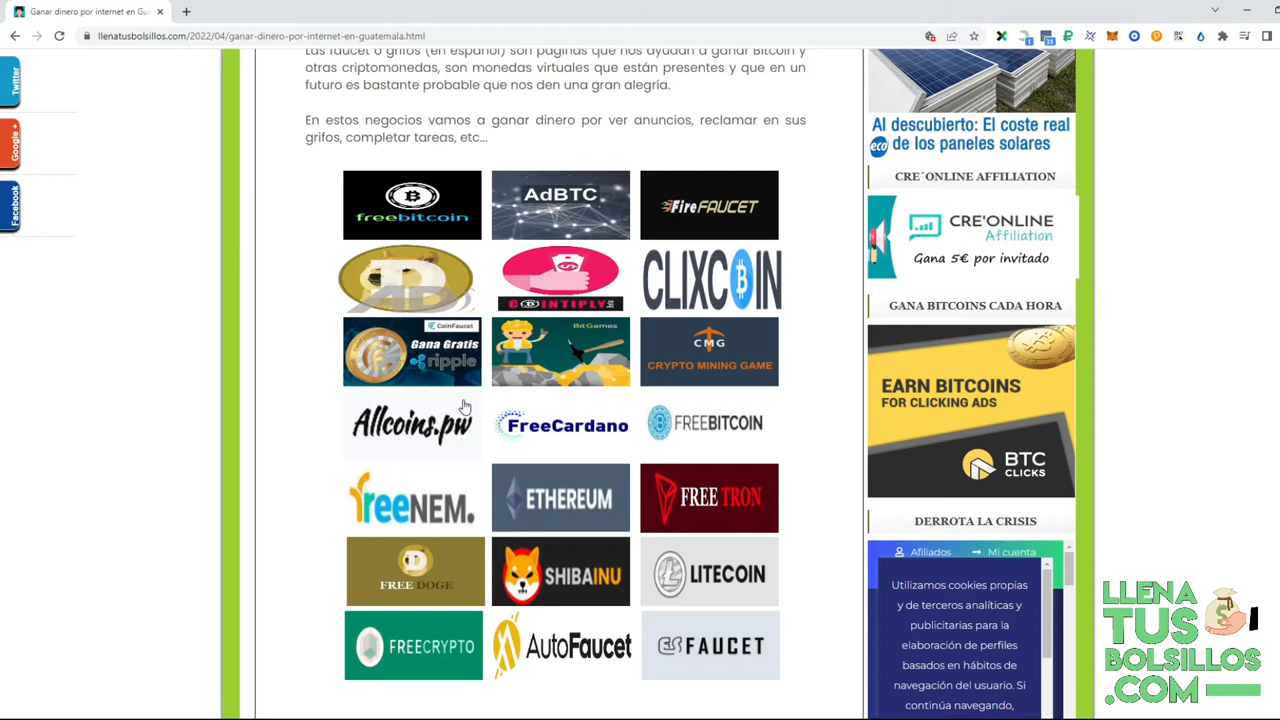 Ganar dinero por internet en Gu
llenatusbolsillos.com/2022/04/ganar-dinero-por-internet-en-guatemala.html
Twitter
Google +
Facebook
Las faucet o grifos (en español) son páginas que nos ayudan a ganar Bitcoin y
otras criptomonedas, son monedas virtuales que están presentes y que en un
futuro es bastante probable que nos den una gran alegría.
En estos negocios vamos a ganar dinero por ver anuncios, reclamar en sus
grifos, completar tareas, etc...
freebitcoin
AdBTC
FireFAUCET
AD
COINTIPLY
CLIXCOIN
CoinFaucet
Gana Gratis
ripple
BitGames
CMG
CRYPTO MINING GAME
Allcoins.pw
FreeCardano
FREEBITCOIN
freeNEM.
ETHEREUM
FREE TRON
FREE DOGE
SHIBAINU
LITECOIN
FREECRYPTO
AutoFaucet
ES FAUCET
Al descubierto: El coste real
eco de los paneles solares
CRE´ONLINE AFFILIATION
CRE'ONLINE
Affiliation
Gana 5€ por invitado
GANA BITCOINS CADA HORA
EARN BITCOINS
FOR CLICKING ADS
BTC
CLICKS
DERROTA LA CRISIS
Afiliados
Mi cuenta
Utilizamos cookies propias
y de terceros analíticas y
publicitarias para la
elaboración de perfiles
basados en hábitos de
navegación del usuario. Si
continúa navegando,
LLENA
TUS
BOLSILLOS
.COM